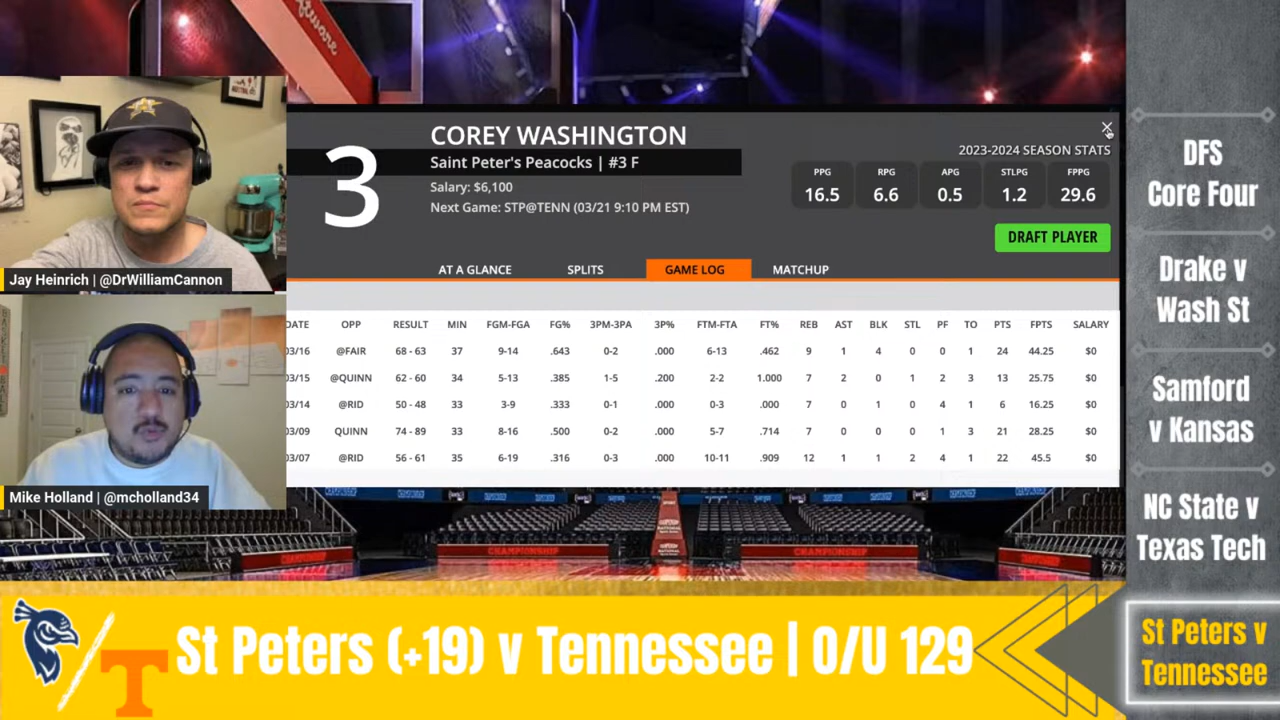 COREY WASHINGTON
Saint Peter's Peacocks | #3 F
3
Salary: $6,100
Next Game: STP@TENN (03/21 9:10 PM EST)
2023-2024 SEASON STATS
PPG RPG APG STLPG FPPG
16.5 6.6 0.5 1.2 29.6
DRAFT PLAYER
AT A GLANCE SPLITS GAME LOG MATCHUP
DATE OPP RESULT MIN FGM-FGA FG% 3PM-3PA 3P% FTM-FTA FT% REB AST BLK STL PF TO PTS FPTS SALARY
03/16 @FAIR 68 - 63 37 9-14 .643 0-2 .000 6-13 .462 9 1 4 0 0 1 24 44.25 $0
03/15 @QUINN 62 - 60 34 5-13 .385 1-5 .200 2-2 1.000 7 2 0 1 2 3 13 25.75 $0
03/14 @RID 50 - 48 33 3-9 .333 0-1 .000 0-3 .000 7 0 1 0 4 1 6 16.25 $0
03/09 QUINN 74 - 89 33 8-16 .500 0-2 .000 5-7 .714 7 0 0 0 1 3 21 28.25 $0
03/07 @RID 56 - 61 35 6-19 .316 0-3 .000 10-11 .909 12 1 1 2 4 1 22 45.5 $0
Jay Heinrich | @DrWilliamCannon
Mike Holland | @mcholland34
CHAMPIONSHIP
CHAMPIONSHIP
DFS
Core Four
Drake v
Wash St
Samford
v Kansas
NC State v
Texas Tech
St Peters v
Tennessee
T
St Peters (+19) v Tennessee | O/U 129